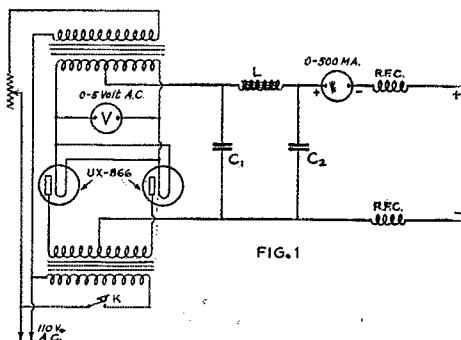 0-5 Volt A.C.
V
UX-866
L
0-500 MA.
+
-
R.F.C.
+
C1
C2
-
R.F.C.
FIG.1
K
110 V.
A.C.